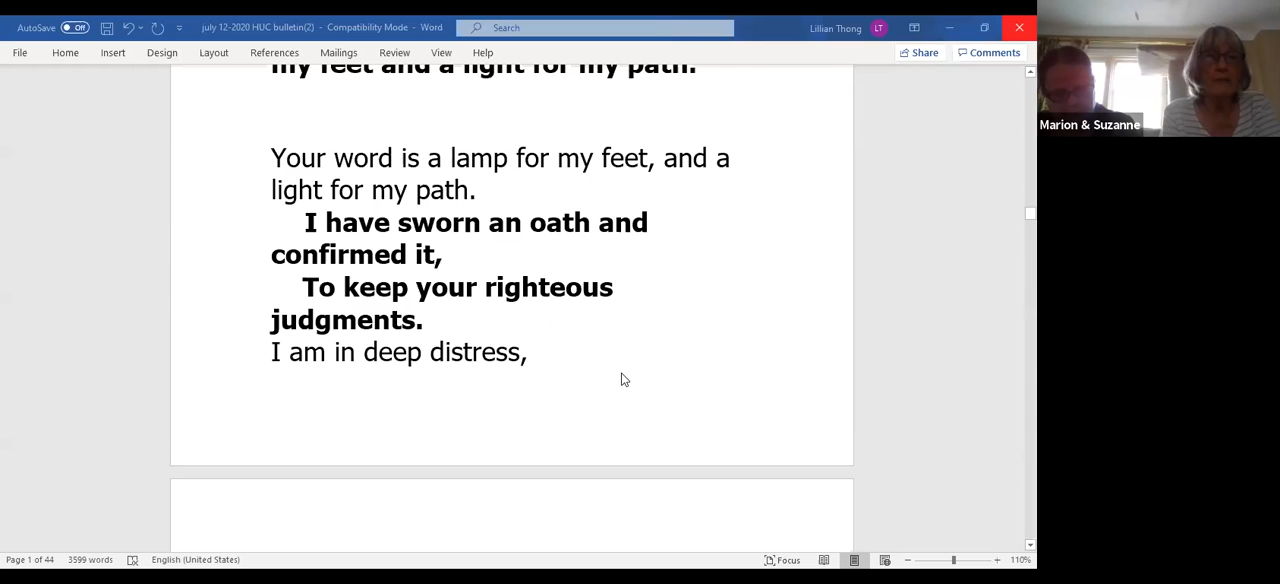 AutoSave Off july 12-2020 HUC bulletin(2) - Compatibility Mode - Word Search Lillian Thong LT
File Home Insert Design Layout References Mailings Review View Help Share Comments
my feet and a light for my path.
Your word is a lamp for my feet, and a
light for my path.
I have sworn an oath and
confirmed it,
To keep your righteous
judgments.
I am in deep distress,
Marion & Suzanne
Page 1 of 44 3599 words English (United States) Focus 110%